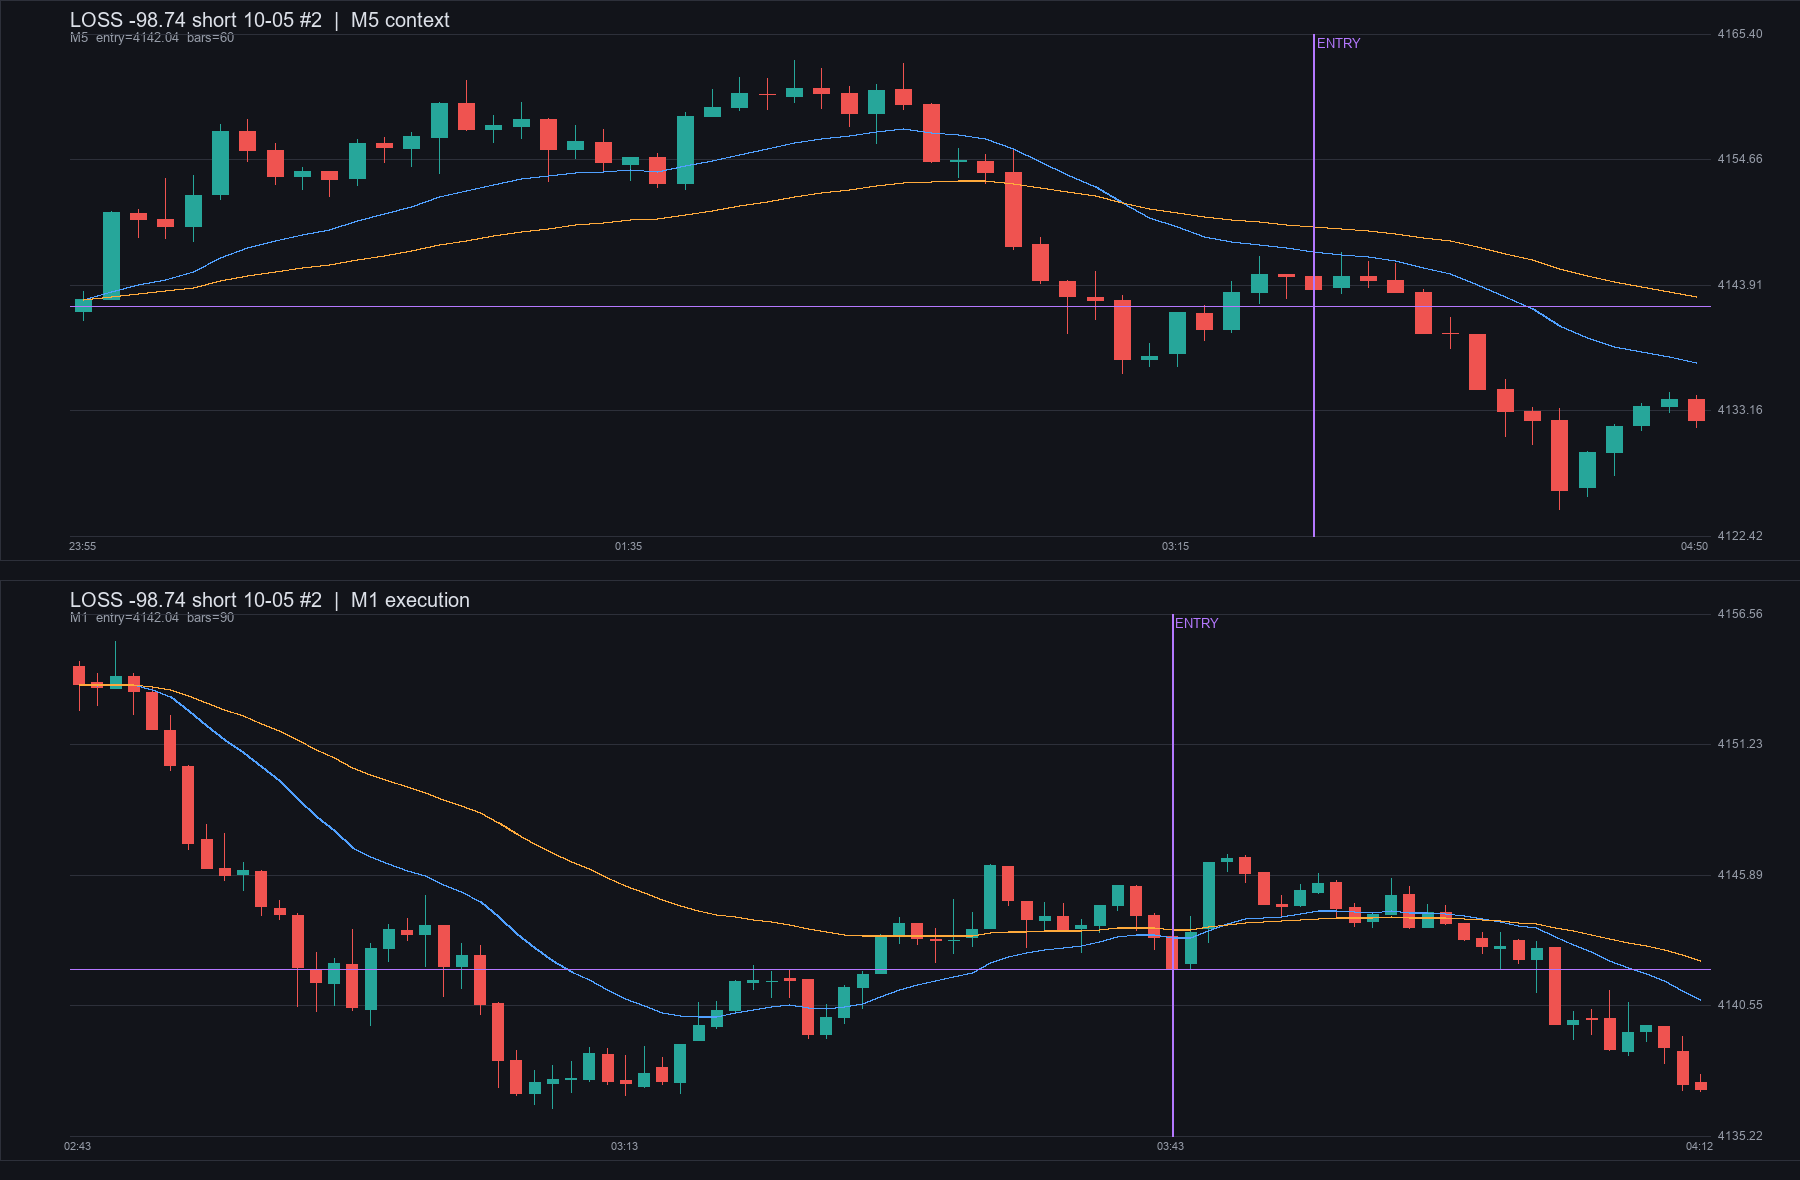 LOSS -98.74 short 10-05 #2 | M5 context
M5 entry=4142.04 bars=60
ENTRY
4165.40
4154.66
4143.91
4133.16
4122.42
23:55 01:35 03:15 04:50
LOSS -98.74 short 10-05 #2 | M1 execution
M1 entry=4142.04 bars=90
ENTRY
4156.56
4151.23
4145.89
4140.55
4135.22
02:43 03:13 03:43 04:12